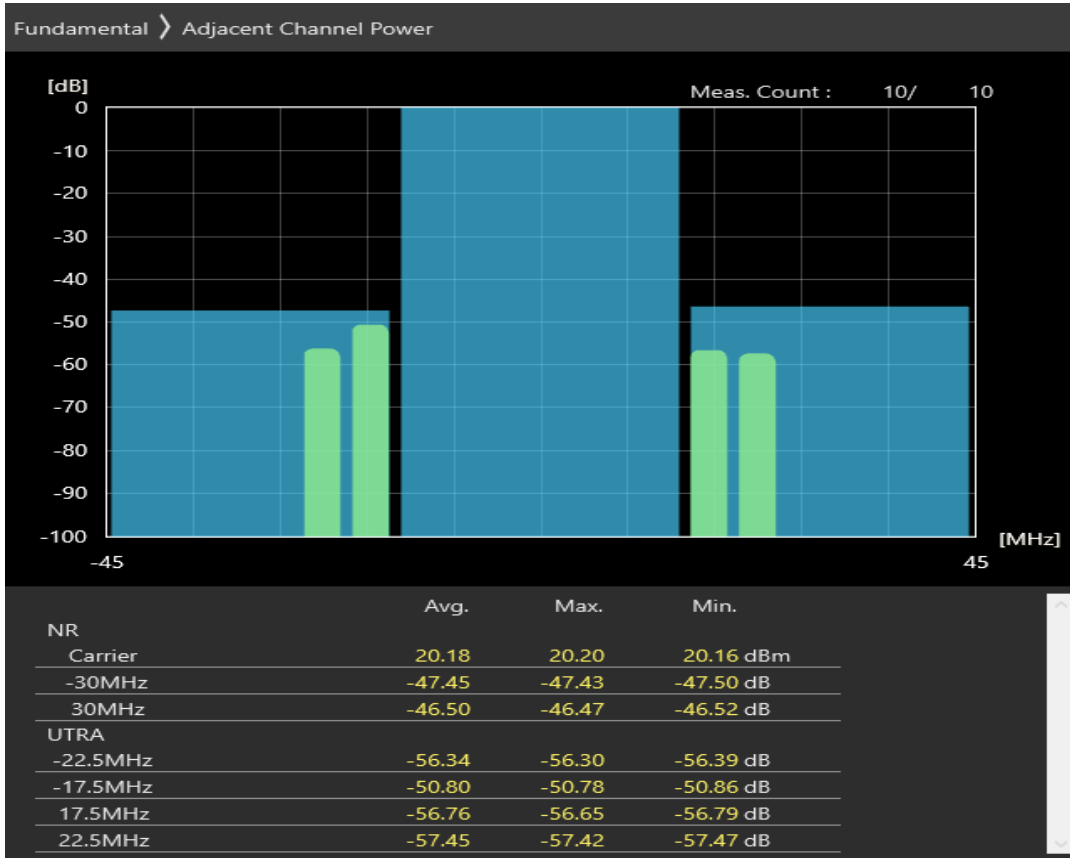 Fundamental ❯ Adjacent Channel Power
[dB]
Meas. Count : 10/ 10
0
-10
-20
-30
-40
-50
-60
-70
-80
-90
-100
[MHz]
-45 45
Avg. Max. Min.
NR
Carrier 20.18 20.20 20.16 dBm
-30MHz -47.45 -47.43 -47.50 dB
30MHz -46.50 -46.47 -46.52 dB
UTRA
-22.5MHz -56.34 -56.30 -56.39 dB
-17.5MHz -50.80 -50.78 -50.86 dB
17.5MHz -56.76 -56.65 -56.79 dB
22.5MHz -57.45 -57.42 -57.47 dB